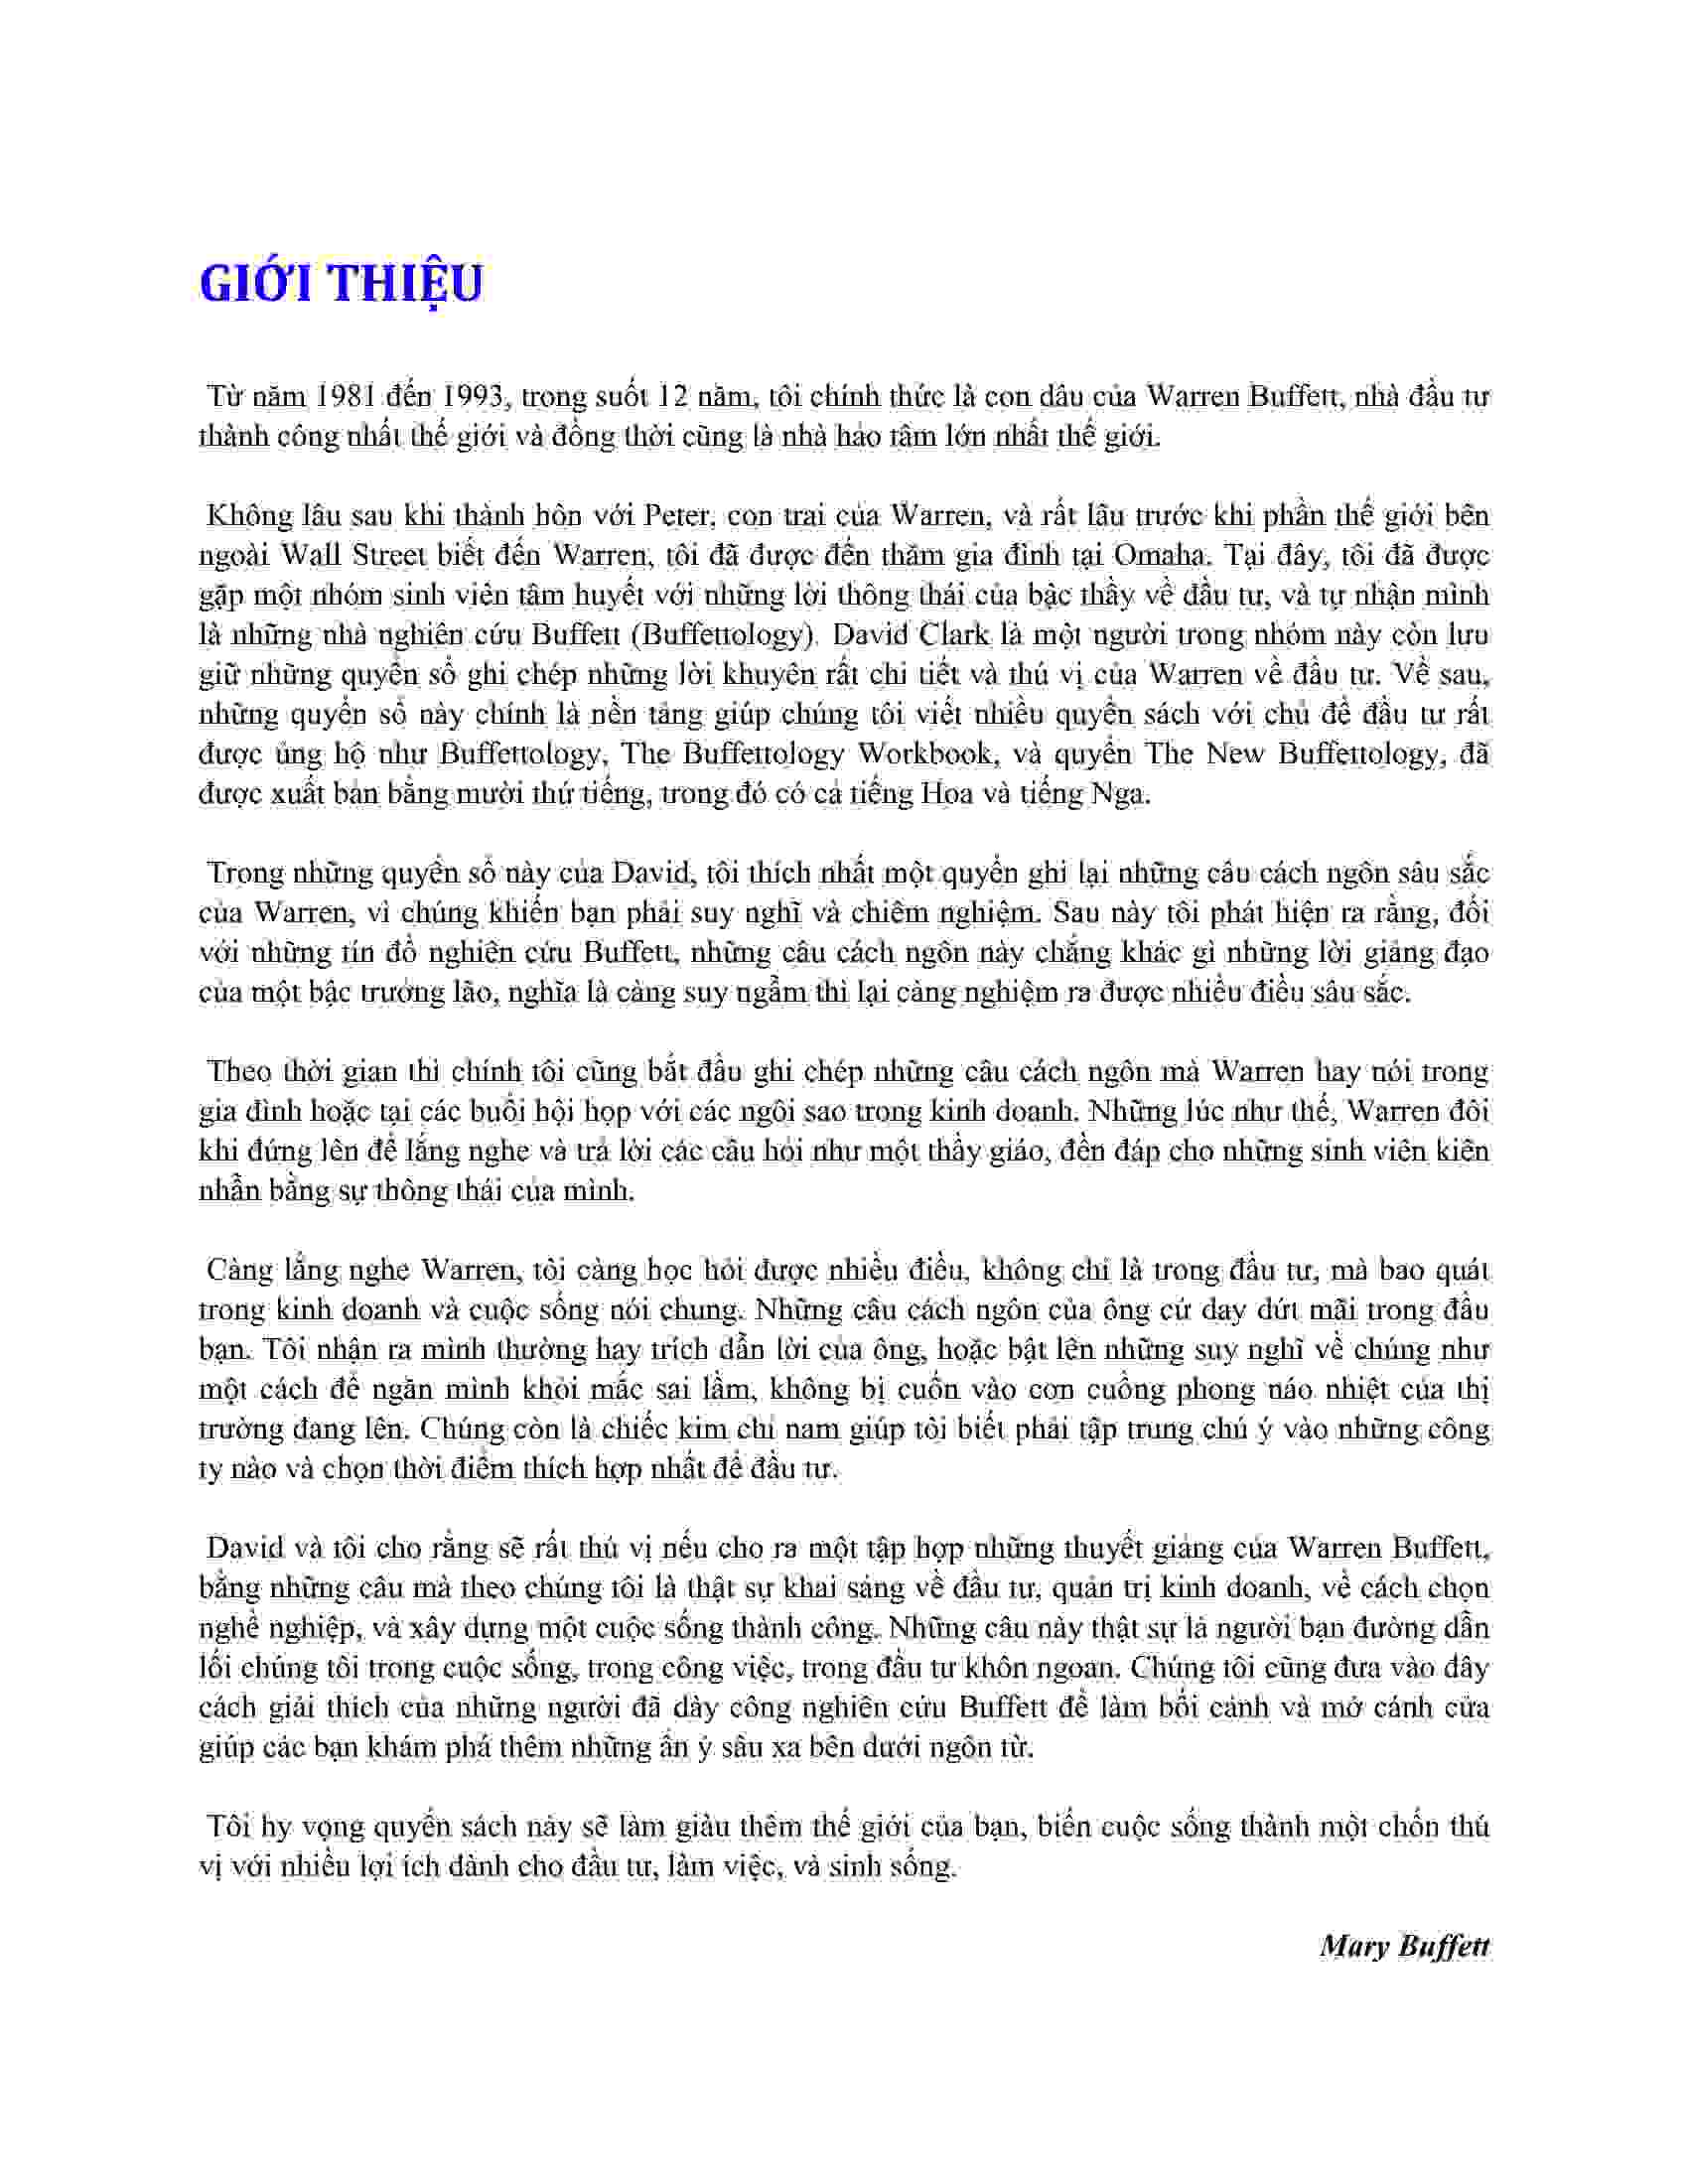 GIỚI THIỆU
Từ năm 1981 đến 1993, trong suốt 12 năm, tôi chính thức là con dâu của Warren Buffett, nhà đầu tư
thành công nhất thế giới và đồng thời cũng là nhà hảo tâm lớn nhất thế giới.
Không lâu sau khi thành hôn với Peter, con trai của Warren, và rất lâu trước khi phần thế giới bên
ngoài Wall Street biết đến Warren, tôi đã được đến thăm gia đình tại Omaha. Tại đây, tôi đã được
gặp một nhóm sinh viên tâm huyết với những lời thông thái của bậc thầy về đầu tư, và tự nhận mình
là những nhà nghiên cứu Buffett (Buffettology). David Clark là một người trong nhóm này còn lưu
giữ những quyển sổ ghi chép những lời khuyên rất chi tiết và thú vị của Warren về đầu tư. Về sau,
những quyển sổ này chính là nền tảng giúp chúng tôi viết nhiều quyển sách với chủ đề đầu tư rất
được ủng hộ như Buffettology, The Buffettology Workbook, và quyển The New Buffettology, đã
được xuất bản bằng mười thứ tiếng, trong đó có cả tiếng Hoa và tiếng Nga.
Trong những quyển sổ này của David, tôi thích nhất một quyển ghi lại những câu cách ngôn sâu sắc
của Warren, vì chúng khiến bạn phải suy nghĩ và chiêm nghiệm. Sau này tôi phát hiện ra rằng, đối
với những tín đồ nghiên cứu Buffett, những câu cách ngôn này chẳng khác gì những lời giảng đạo
của một bậc trưởng lão, nghĩa là càng suy ngẫm thì lại càng nghiệm ra được nhiều điều sâu sắc.
Theo thời gian thì chính tôi cũng bắt đầu ghi chép những câu cách ngôn mà Warren hay nói trong
gia đình hoặc tại các buổi hội họp với các ngôi sao trong kinh doanh. Những lúc như thế, Warren đôi
khi đứng lên để lắng nghe và trả lời các câu hỏi như một thầy giáo, đền đáp cho những sinh viên kiên
nhẫn bằng sự thông thái của mình.
Càng lắng nghe Warren, tôi càng học hỏi được nhiều điều, không chỉ là trong đầu tư, mà bao quát
trong kinh doanh và cuộc sống nói chung. Những câu cách ngôn của ông cứ day dứt mãi trong đầu
bạn. Tôi nhận ra mình thường hay trích dẫn lời của ông, hoặc bật lên những suy nghĩ về chúng như
một cách để ngăn mình khỏi mắc sai lầm, không bị cuốn vào cơn cuồng phong náo nhiệt của thị
trường đang lên. Chúng còn là chiếc kim chỉ nam giúp tôi biết phải tập trung chú ý vào những công
ty nào và chọn thời điểm thích hợp nhất để đầu tư.
David và tôi cho rằng sẽ rất thú vị nếu cho ra một tập hợp những thuyết giảng của Warren Buffett,
bằng những câu mà theo chúng tôi là thật sự khai sáng về đầu tư, quản trị kinh doanh, về cách chọn
nghề nghiệp, và xây dựng một cuộc sống thành công. Những câu này thật sự là người bạn đường dẫn
lối chúng tôi trong cuộc sống, trong công việc, trong đầu tư khôn ngoan. Chúng tôi cũng đưa vào đây
cách giải thích của những người đã dày công nghiên cứu Buffett để làm bối cảnh và mở cánh cửa
giúp các bạn khám phá thêm những ẩn ý sâu xa bên dưới ngôn từ.
Tôi hy vọng quyển sách này sẽ làm giàu thêm thế giới của bạn, biến cuộc sống thành một chốn thú
vị với nhiều lợi ích dành cho đầu tư, làm việc, và sinh sống.
Mary Buffett